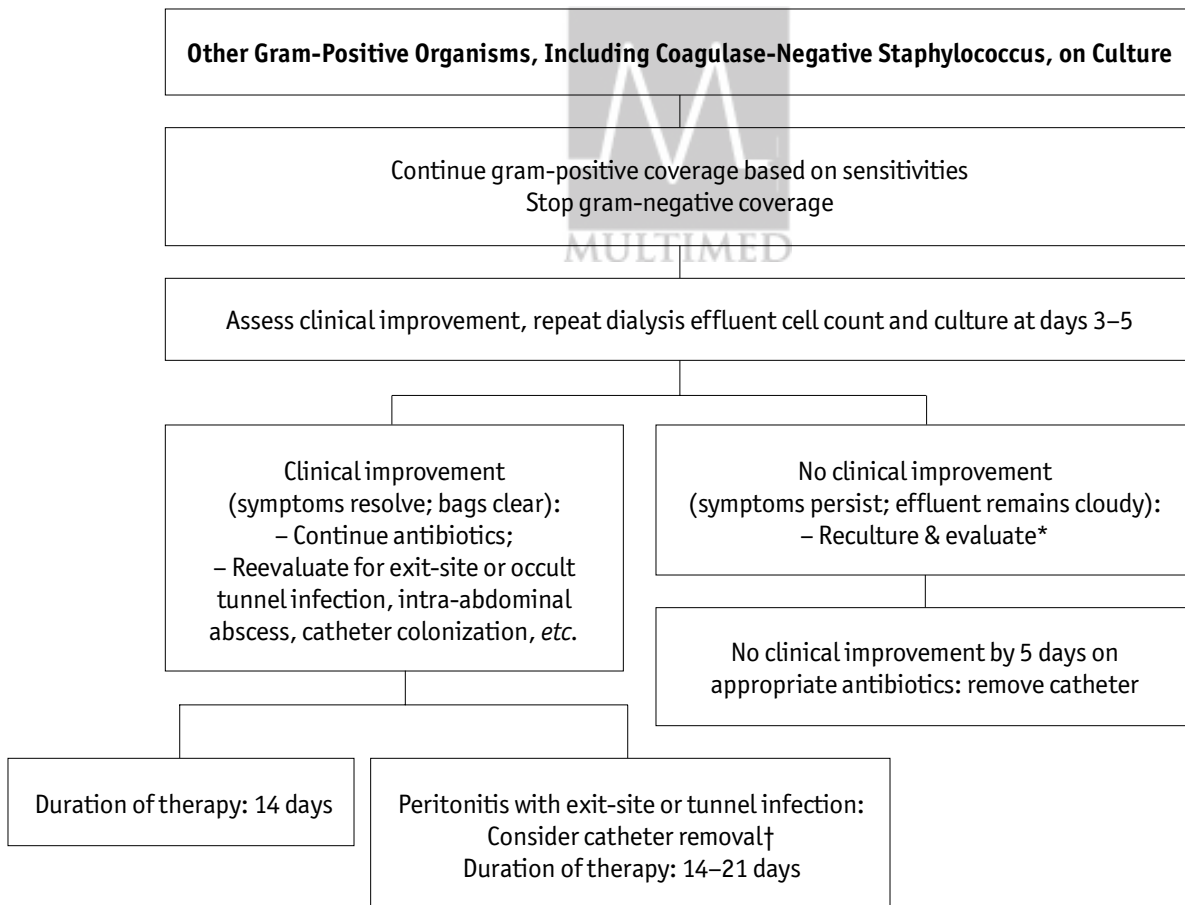 Other Gram-Positive Organisms, Including Coagulase-Negative Staphylococcus, on Culture
Continue gram-positive coverage based on sensitivities
Stop gram-negative coverage
MULTIMED
Assess clinical improvement, repeat dialysis effluent cell count and culture at days 3–5
Clinical improvement
(symptoms resolve; bags clear):
– Continue antibiotics;
– Reevaluate for exit-site or occult
tunnel infection, intra-abdominal
abscess, catheter colonization, etc.
No clinical improvement
(symptoms persist; effluent remains cloudy):
– Reculture & evaluate*
No clinical improvement by 5 days on
appropriate antibiotics: remove catheter
Duration of therapy: 14 days
Peritonitis with exit-site or tunnel infection:
Consider catheter removal†
Duration of therapy: 14–21 days